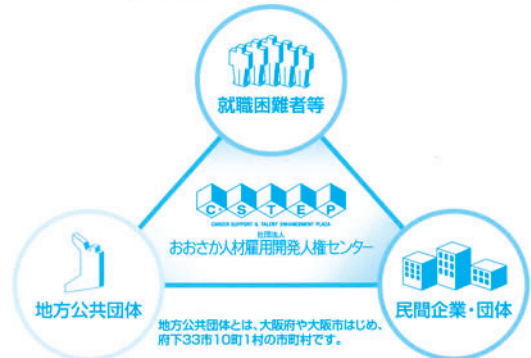 就職困難者等
C・STEP
CAREER SUPPORT & TALENT ENHANCEMENT PLAZA
社団法人
おおさか人材雇用開発人権センター
地方公共団体
民間企業・団体
地方公共団体とは、大阪府や大阪市はじめ、
府下33市10町1村の市町村です。